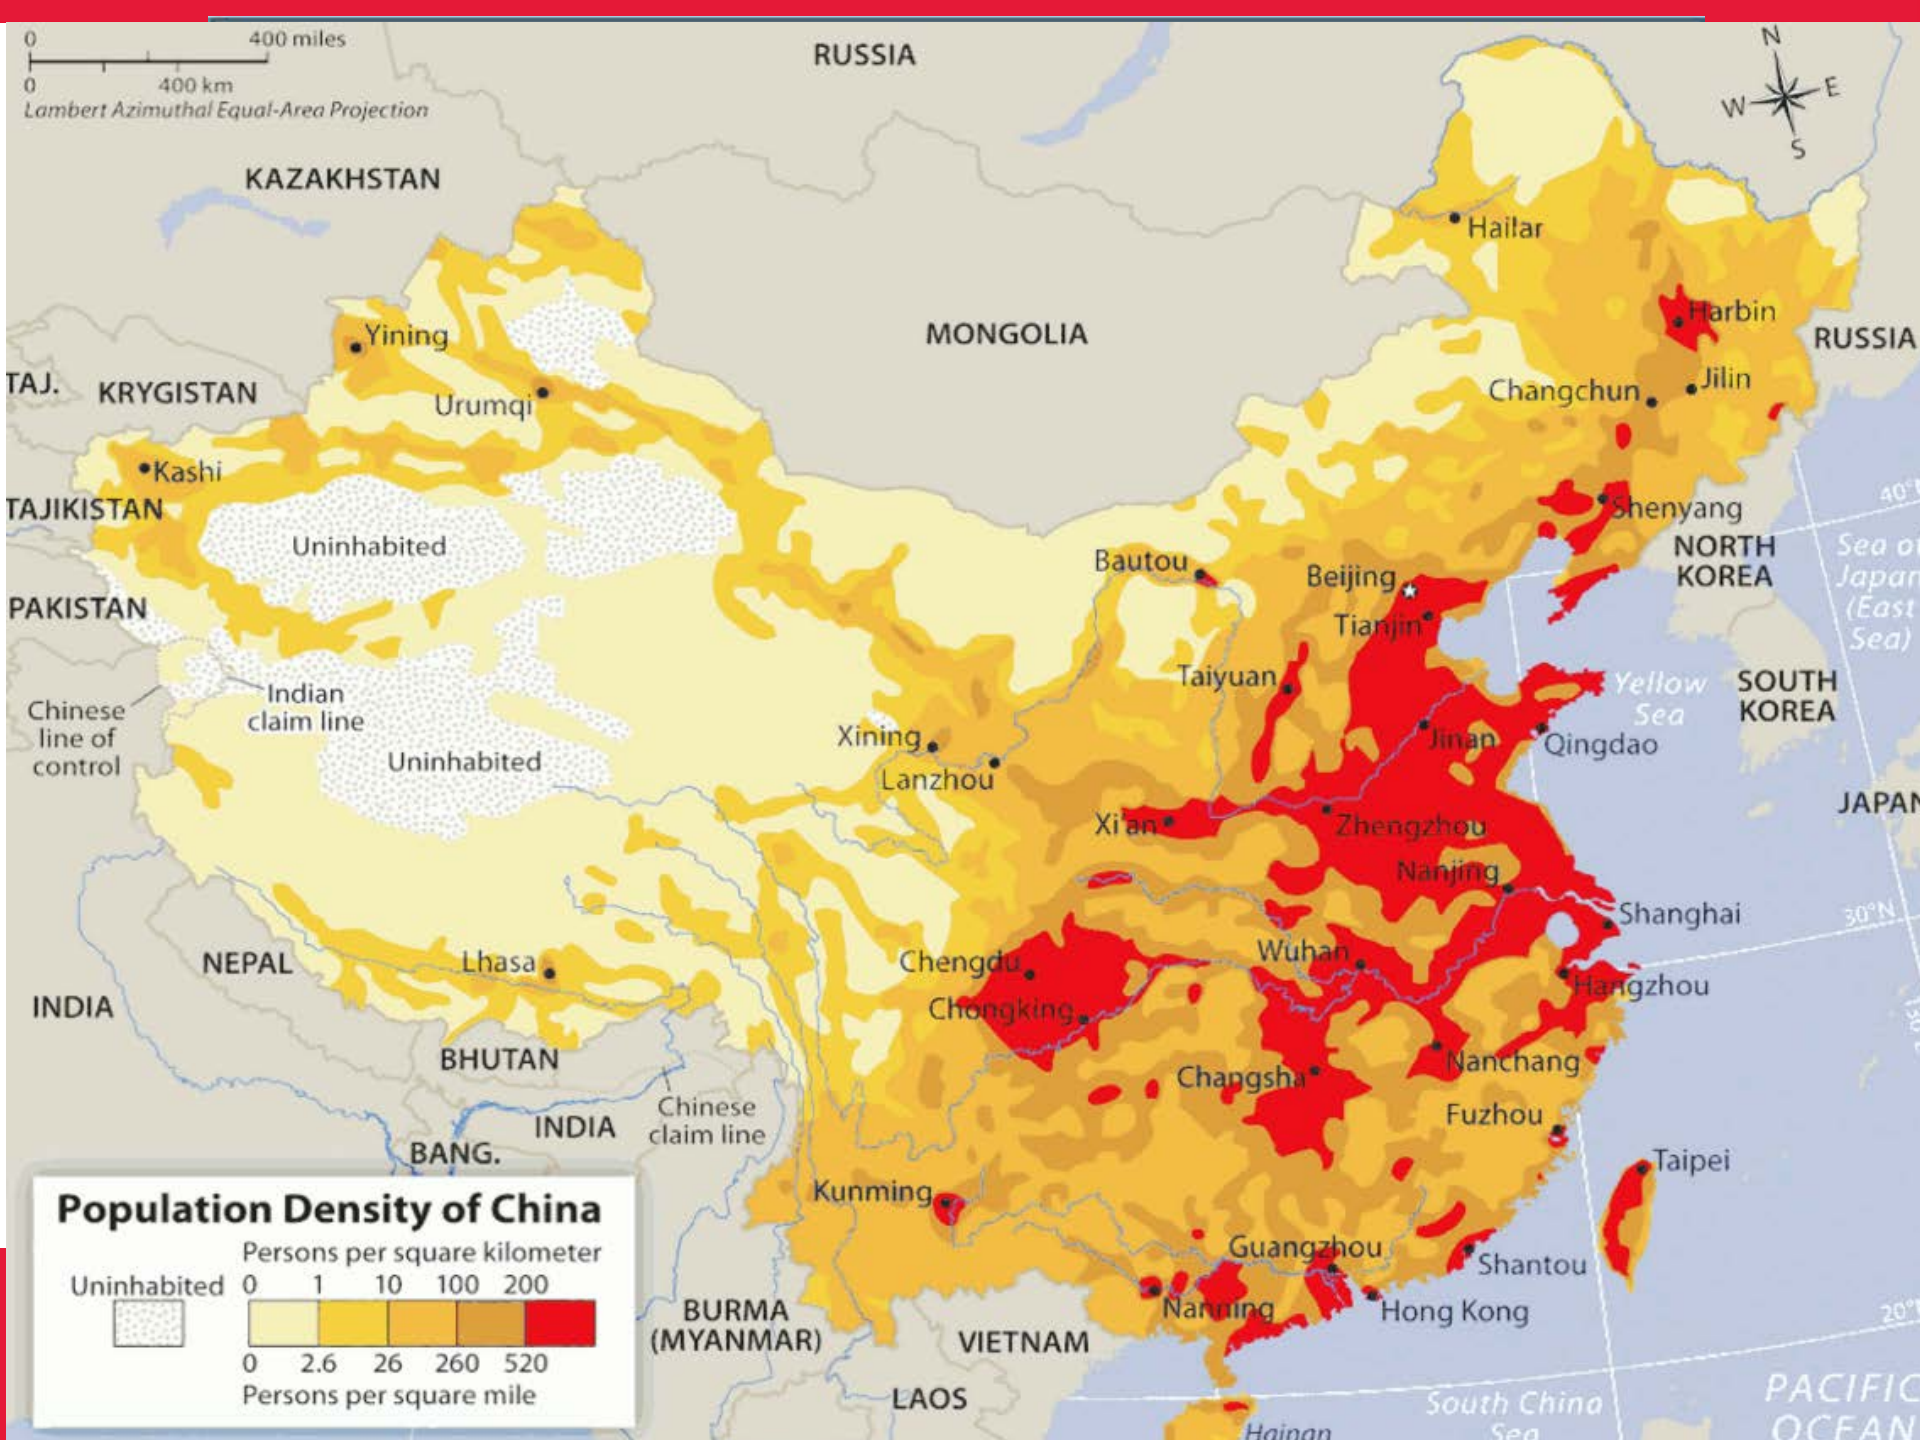 0 400 miles
0 400 km
Lambert Azimuthal Equal-Area Projection
RUSSIA
N
W E
S
KAZAKHSTAN
Hailar
Harbin
RUSSIA
Yining
MONGOLIA
TAJ.
KRYGISTAN
Urumqi
Changchun
Jilin
Kashi
TAJIKISTAN
Shenyang
40°N
Uninhabited
Bautou
Beijing
Tianjin
NORTH
KOREA
Sea of
Japan
(East
Sea)
PAKISTAN
Taiyuan
Indian
claim line
Chinese
line of
control
Yellow
Sea
SOUTH
KOREA
Xining
Lanzhou
Jinan
Qingdao
Uninhabited
JAPAN
Xi'an
Zhengzhou
Nanjing
Shanghai
30°N
Wuhan
NEPAL
Lhasa
Chengdu
Hangzhou
INDIA
Chongking
BHUTAN
Changsha
Nanchang
Chinese
claim line
INDIA
Fuzhou
BANG.
Taipei
Kunming
Population Density of China
Persons per square kilometer
Uninhabited 0 1 10 100 200
0 2.6 26 260 520
Persons per square mile
Guangzhou
Shantou
Nanning
Hong Kong
BURMA
(MYANMAR)
VIETNAM
20°
LAOS
South China
Sea
PACIFIC
OCEAN
Hainan